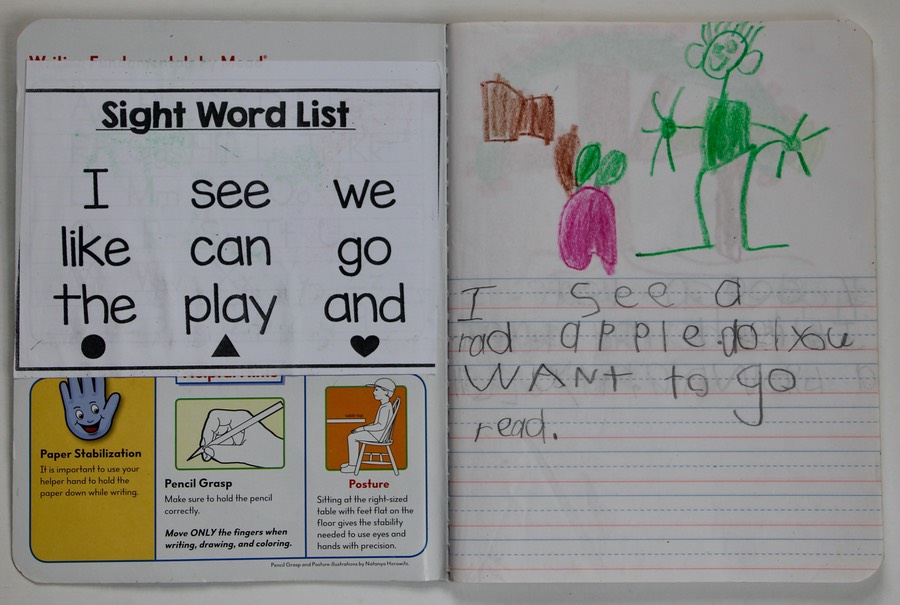 Sight Word List
I see we
like can go
the play and
Paper Stabilization
It is important to use your
helper hand to hold the
paper down while writing.
Pencil Grasp
Make sure to hold the pencil
correctly.
Move ONLY the fingers when
writing, drawing, and coloring.
Posture
Sitting at the right-sized
table with feet flat on the
floor gives the stability
needed to use eyes and
hands with precision.
Pencil Grasp and Posture illustrations by Natanya Horowitz.
I see a
rad apple. do you
WANt to go
read.